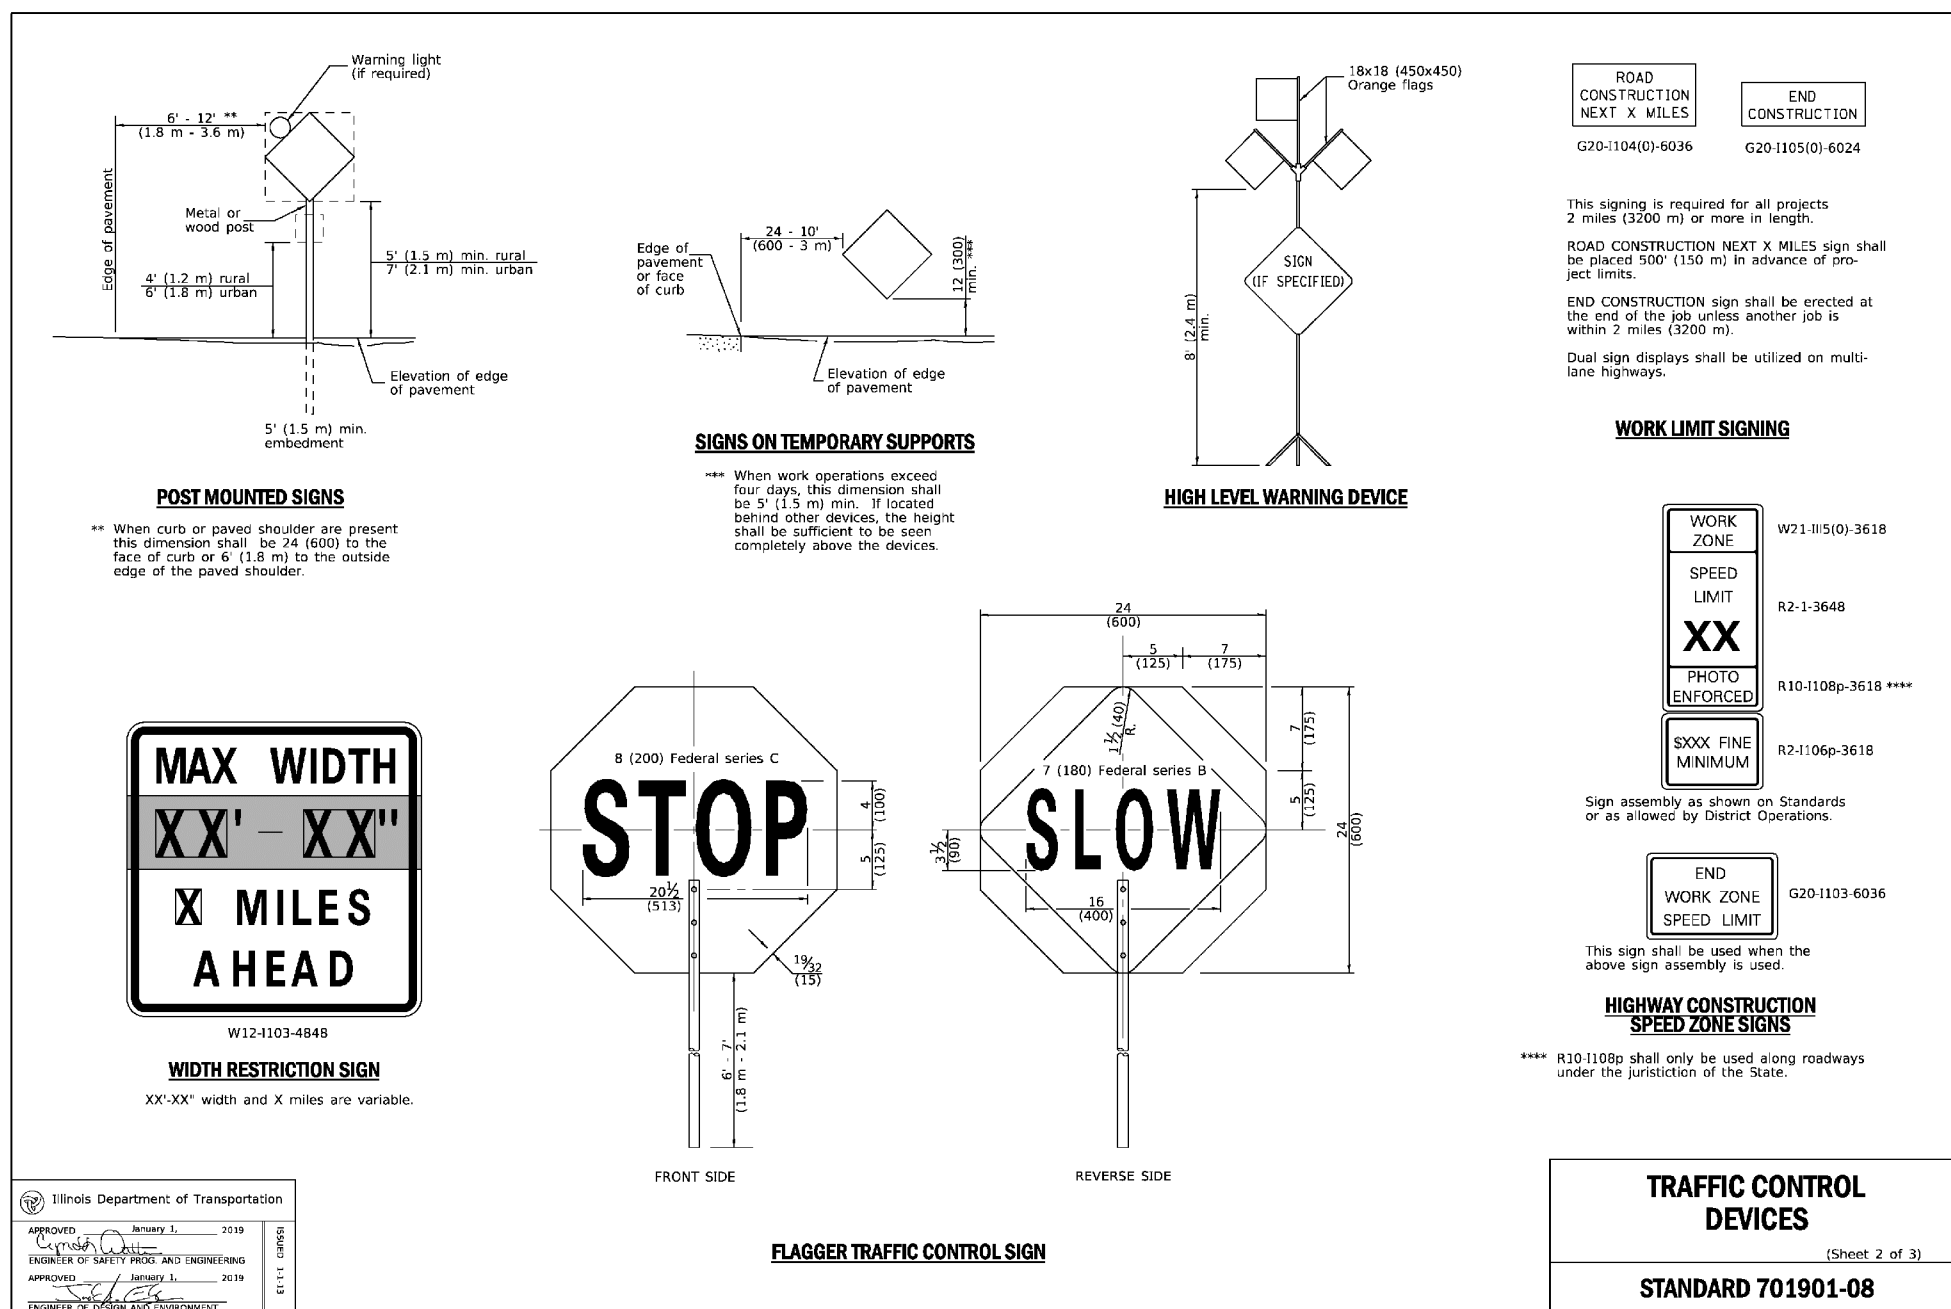 Warning light
(if required)
6' - 12' **
(1.8 m - 3.6 m)
Edge of pavement
Metal or
wood post
5' (1.5 m) min. rural
7' (2.1 m) min. urban
4' (1.2 m) rural
6' (1.8 m) urban
Elevation of edge
of pavement
5' (1.5 m) min.
embedment
POST MOUNTED SIGNS
** When curb or paved shoulder are present
this dimension shall be 24 (600) to the
face of curb or 6' (1.8 m) to the outside
edge of the paved shoulder.
24 - 10'
(600 - 3 m)
Edge of
pavement
or face
of curb
12 (300)
min. ***
Elevation of edge
of pavement
SIGNS ON TEMPORARY SUPPORTS
*** When work operations exceed
four days, this dimension shall
be 5' (1.5 m) min. If located
behind other devices, the height
shall be sufficient to be seen
completely above the devices.
18x18 (450x450)
Orange flags
SIGN
(IF SPECIFIED)
8' (2.4 m)
min.
HIGH LEVEL WARNING DEVICE
ROAD
CONSTRUCTION
NEXT X MILES
G20-I104(0)-6036
END
CONSTRUCTION
G20-I105(0)-6024
This signing is required for all projects
2 miles (3200 m) or more in length.
ROAD CONSTRUCTION NEXT X MILES sign shall
be placed 500' (150 m) in advance of pro-
ject limits.
END CONSTRUCTION sign shall be erected at
the end of the job unless another job is
within 2 miles (3200 m).
Dual sign displays shall be utilized on multi-
lane highways.
WORK LIMIT SIGNING
WORK
ZONE
W21-II15(0)-3618
SPEED
LIMIT
XX
R2-1-3648
PHOTO
ENFORCED
R10-I108p-3618 ****
$XXX FINE
MINIMUM
R2-I106p-3618
Sign assembly as shown on Standards
or as allowed by District Operations.
END
WORK ZONE
SPEED LIMIT
G20-I103-6036
This sign shall be used when the
above sign assembly is used.
HIGHWAY CONSTRUCTION
SPEED ZONE SIGNS
**** R10-I108p shall only be used along roadways
under the juristiction of the State.
MAX WIDTH
XX' - XX"
X MILES
AHEAD
W12-I103-4848
WIDTH RESTRICTION SIGN
XX'-XX" width and X miles are variable.
8 (200) Federal series C
STOP
4
(100)
5
(125)
20 1/2
(513)
19/32
(15)
6' - 7'
(1.8 m - 2.1 m)
FRONT SIDE
24
(600)
5
(125)
7
(175)
1 1/2 (40)
R.
7
(175)
7 (180) Federal series B
SLOW
5
(125)
24
(600)
3 1/2
(90)
16
(400)
REVERSE SIDE
FLAGGER TRAFFIC CONTROL SIGN
Illinois Department of Transportation
APPROVED January 1, 2019
ENGINEER OF SAFETY PROG. AND ENGINEERING
APPROVED January 1, 2019
ENGINEER OF DESIGN AND ENVIRONMENT
ISSUED 1-1-13
TRAFFIC CONTROL
DEVICES
(Sheet 2 of 3)
STANDARD 701901-08